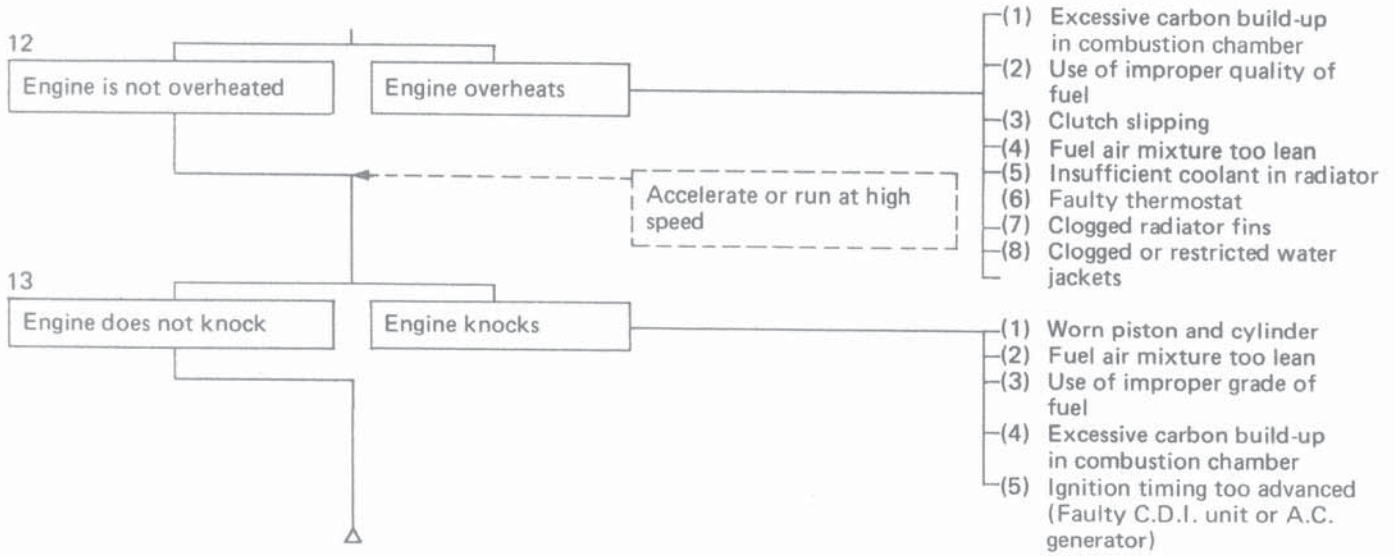 12
Engine is not overheated
Engine overheats
(1) Excessive carbon build-up
in combustion chamber
(2) Use of improper quality of
fuel
(3) Clutch slipping
(4) Fuel air mixture too lean
(5) Insufficient coolant in radiator
(6) Faulty thermostat
(7) Clogged radiator fins
(8) Clogged or restricted water
jackets
Accelerate or run at high
speed
13
Engine does not knock
Engine knocks
(1) Worn piston and cylinder
(2) Fuel air mixture too lean
(3) Use of improper grade of
fuel
(4) Excessive carbon build-up
in combustion chamber
(5) Ignition timing too advanced
(Faulty C.D.I. unit or A.C.
generator)